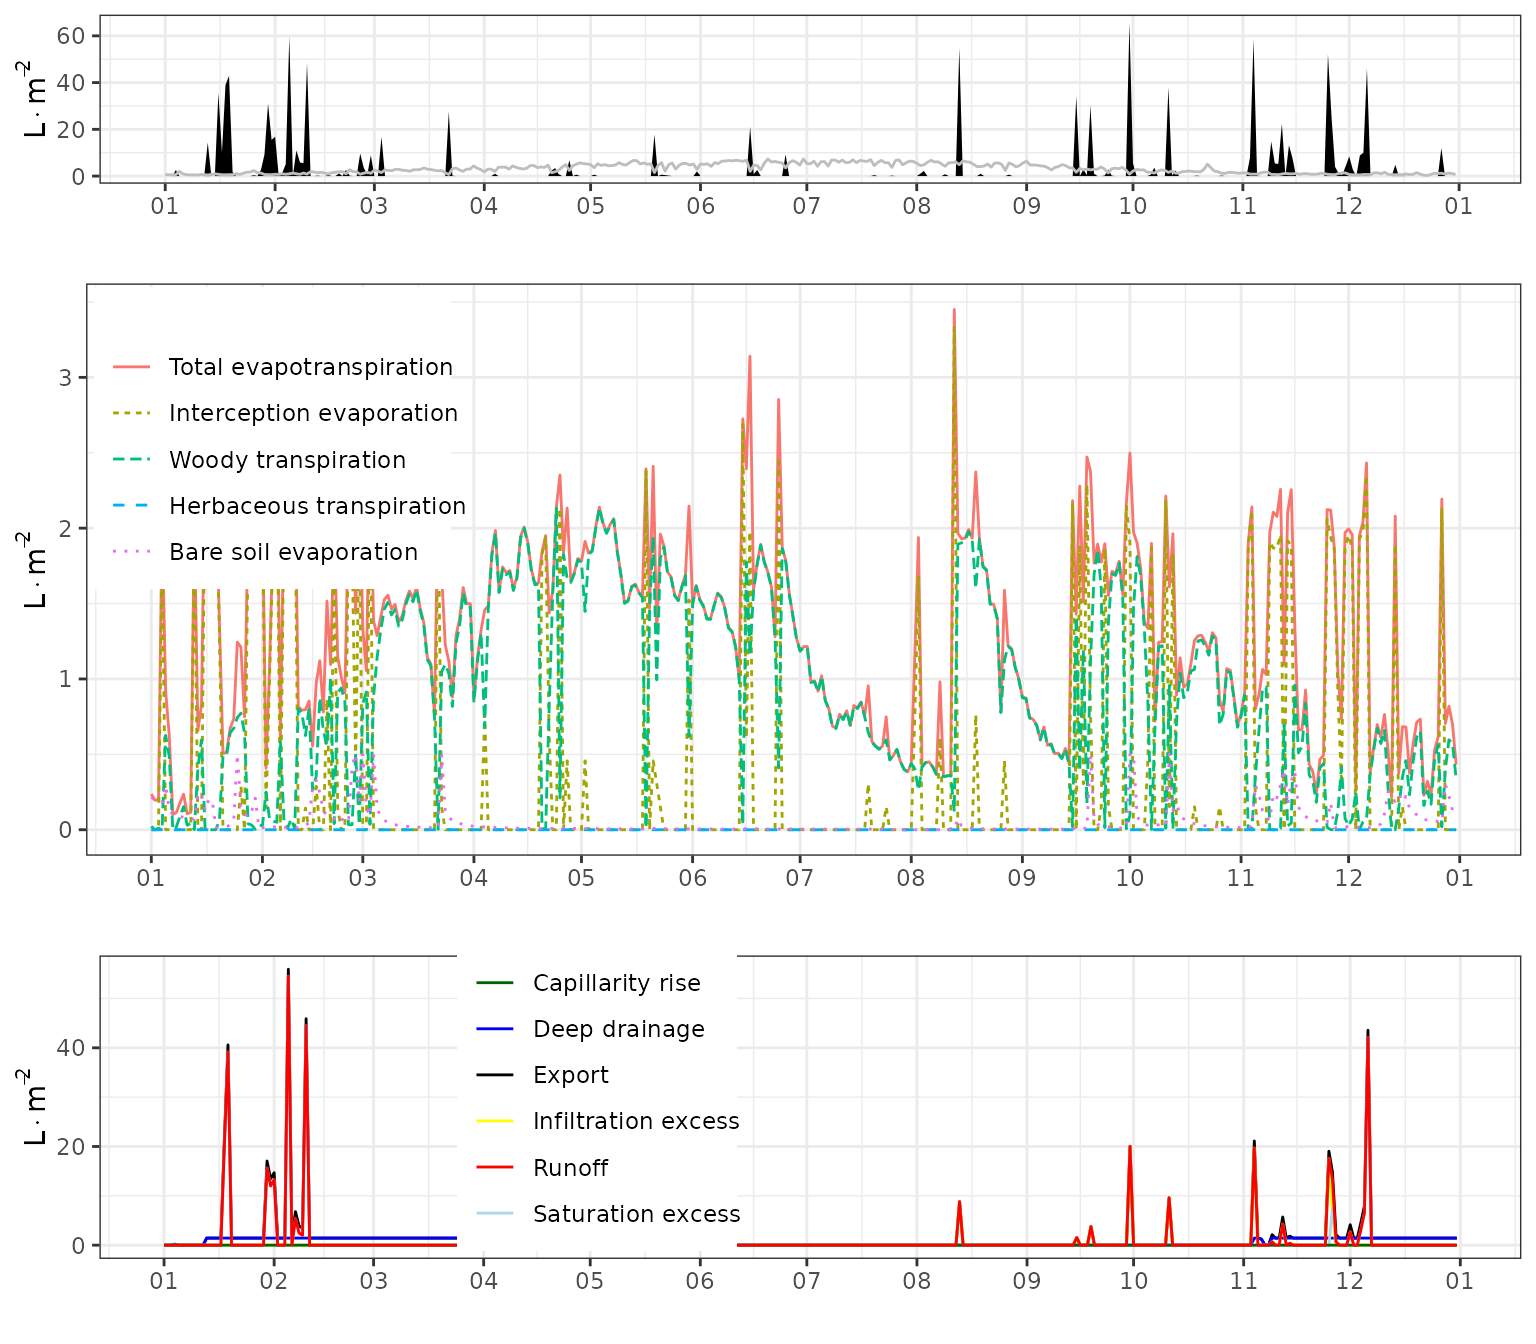 60
40
20
0
L · m⁻²
01 02 03 04 05 06 07 08 09 10 11 12 01
3
2
1
0
L · m⁻²
Total evapotranspiration
Interception evaporation
Woody transpiration
Herbaceous transpiration
Bare soil evaporation
01 02 03 04 05 06 07 08 09 10 11 12 01
40
20
0
L · m⁻²
Capillarity rise
Deep drainage
Export
Infiltration excess
Runoff
Saturation excess
01 02 03 04 05 06 07 08 09 10 11 12 01